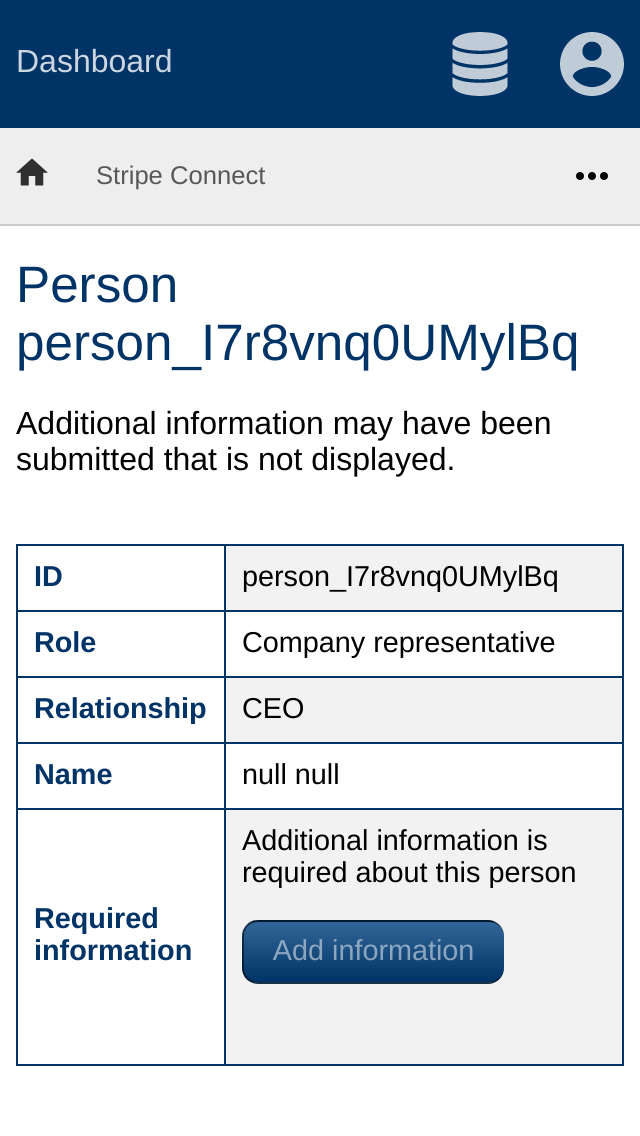 Dashboard
Stripe Connect
Person
person_I7r8vnq0UMylBq
Additional information may have been
submitted that is not displayed.
ID
person_I7r8vnq0UMylBq
Role
Company representative
Relationship
CEO
Name
null null
Required
information
Additional information is
required about this person
Add information